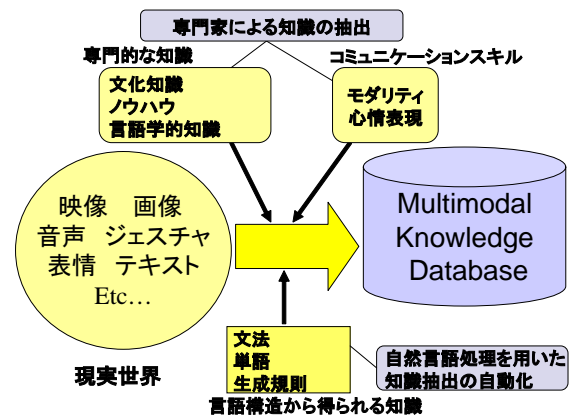 専門家による知識の抽出
専門的な知識
コミュニケーションスキル
文化知識
ノウハウ
言語学的知識
モダリティ
心情表現
映像 画像
音声 ジェスチャ
表情 テキスト
Etc…
現実世界
Multimodal
Knowledge
Database
文法
単語
生成規則
言語構造から得られる知識
自然言語処理を用いた
知識抽出の自動化